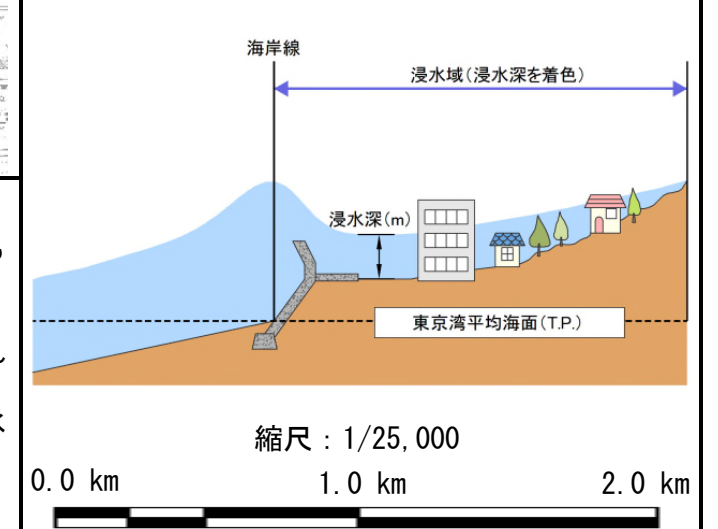 海岸線
浸水域(浸水深を着色)
浸水深(m)
東京湾平均海面(T.P.)
縮尺：1/25,000
0.0 km 1.0 km 2.0 km